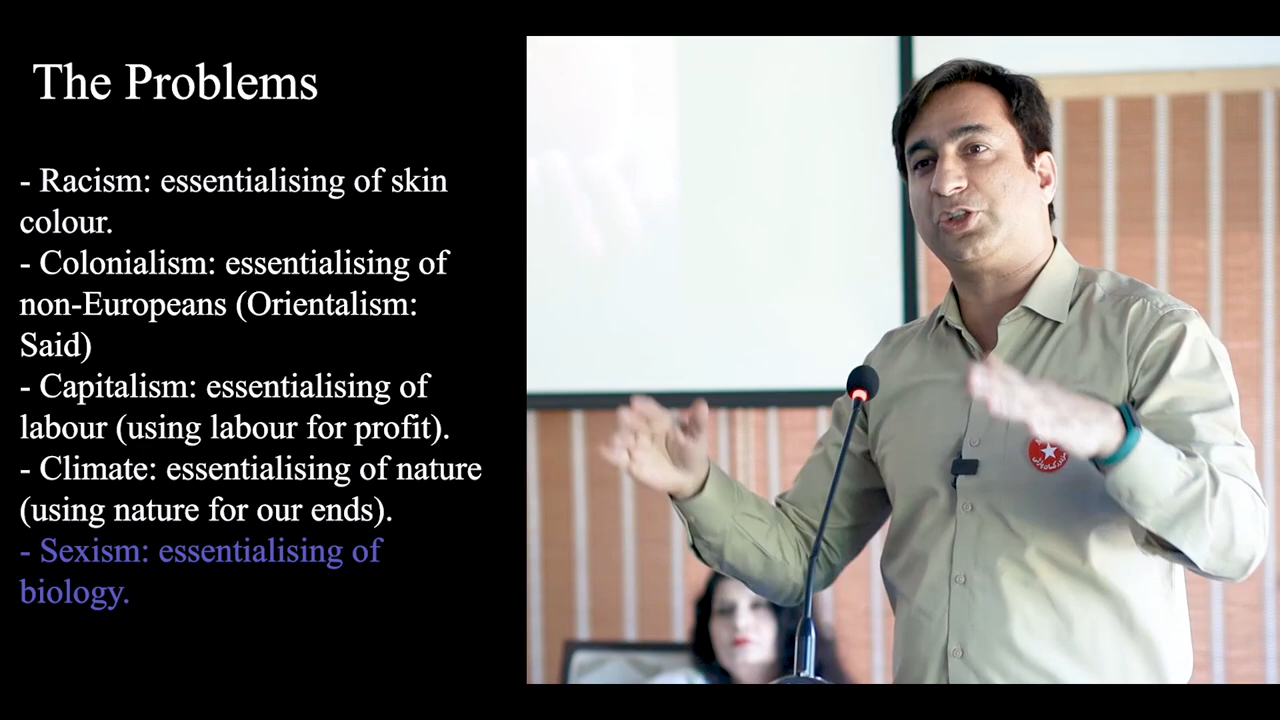 The Problems
- Racism: essentialising of skin
colour.
- Colonialism: essentialising of
non-Europeans (Orientalism:
Said)
- Capitalism: essentialising of
labour (using labour for profit).
- Climate: essentialising of nature
(using nature for our ends).
- Sexism: essentialising of
biology.